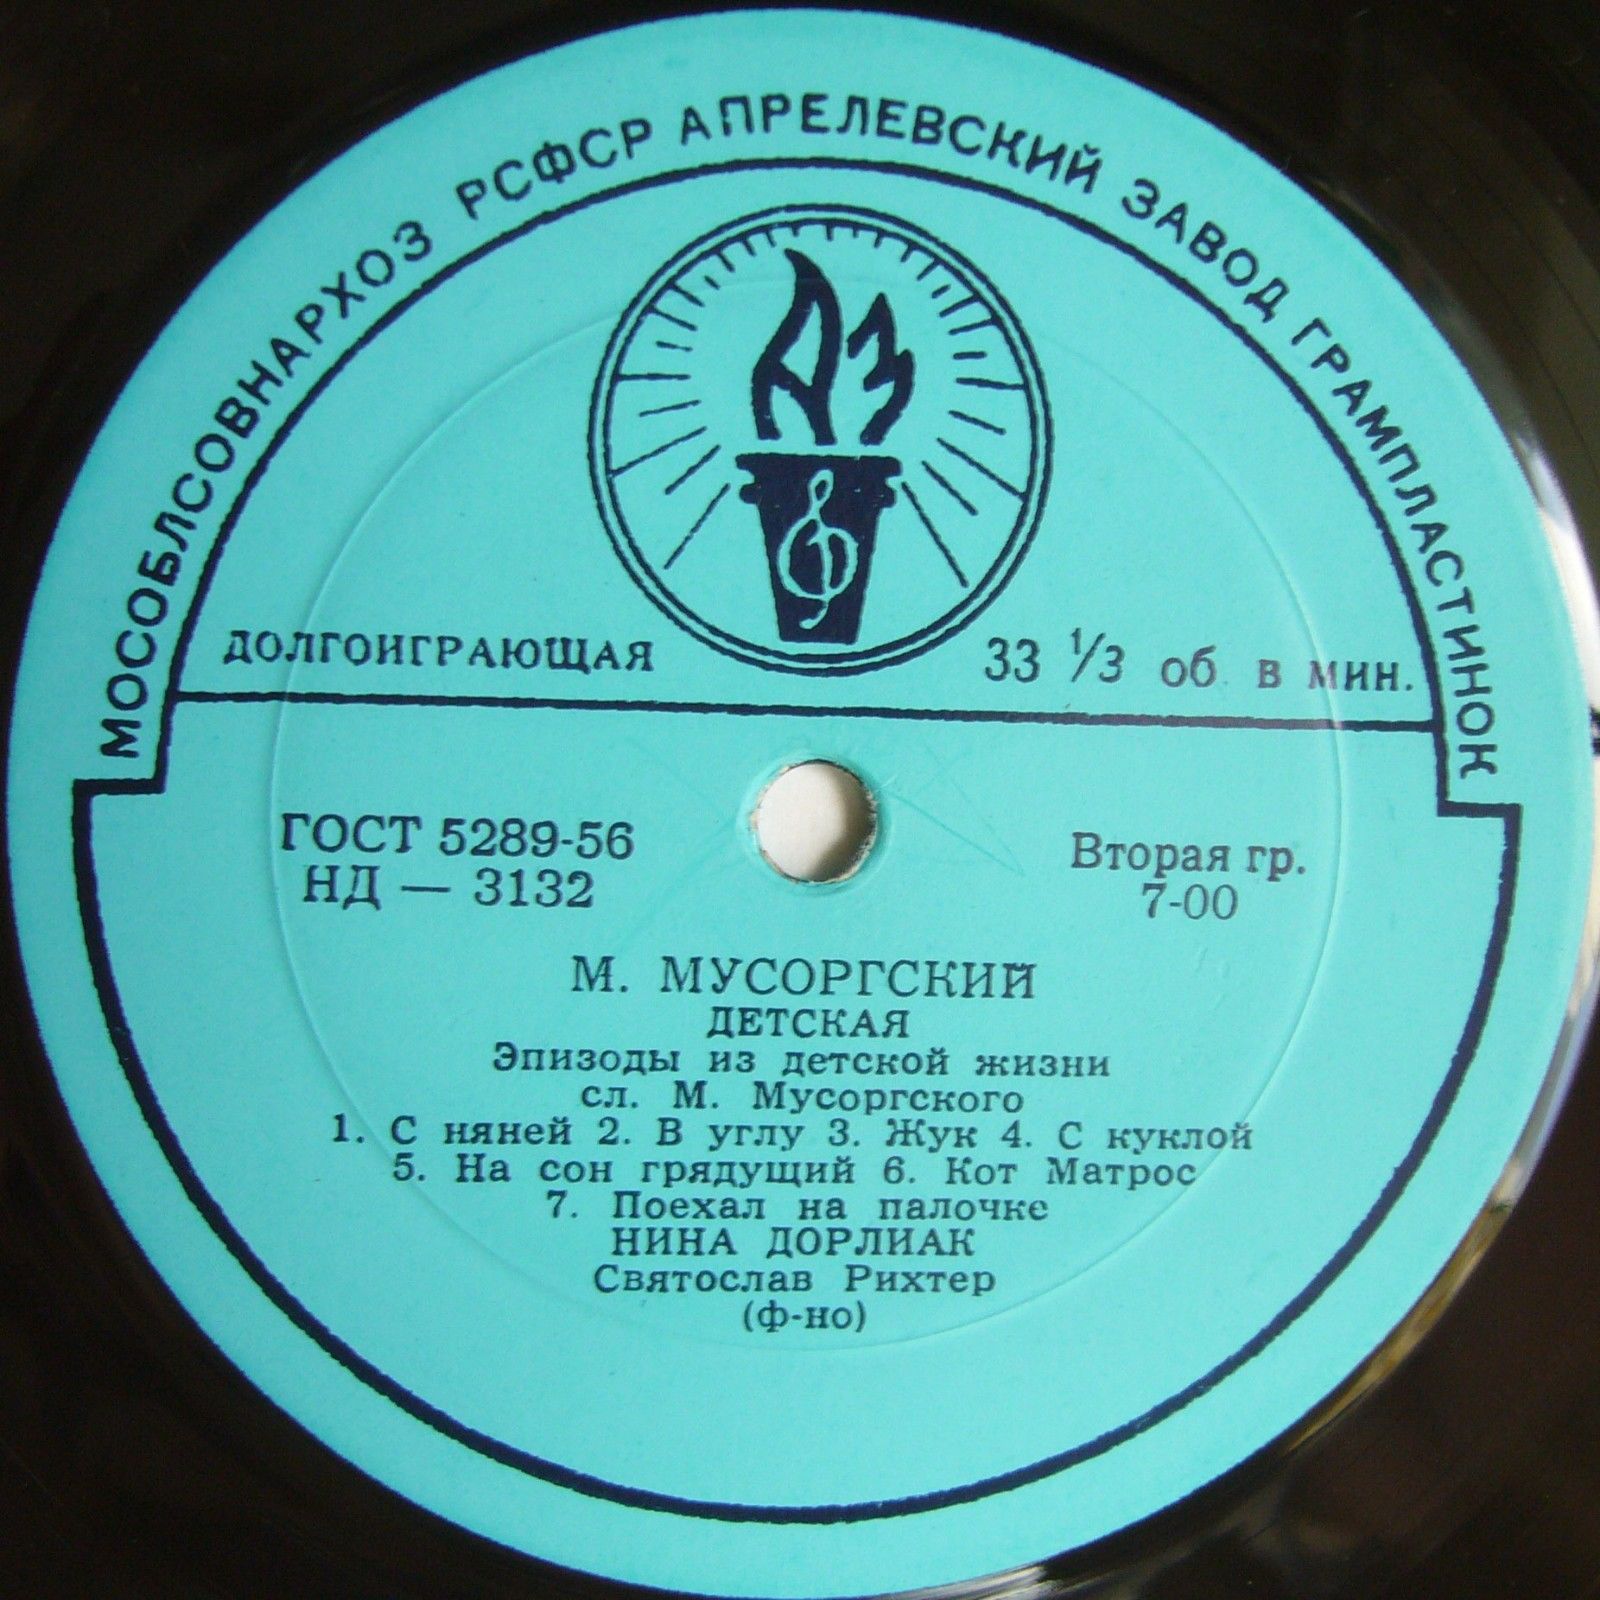 МОСОБЛСОВНАРХОЗ РСФСР АПРЕЛЕВСКИЙ ЗАВОД ГРАМПЛАСТИНОК
АЗ
ДОЛГОИГРАЮЩАЯ
33 1/3 об в мин.
ГОСТ 5289-56
НД — 3132
Вторая гр.
7-00
М. МУСОРГСКИЙ
ДЕТСКАЯ
Эпизоды из детской жизни
сл. М. Мусоргского
1. С няней 2. В углу 3. Жук 4. С куклой
5. На сон грядущий 6. Кот Матрос
7. Поехал на палочке
НИНА ДОРЛИАК
Святослав Рихтер
(ф-но)